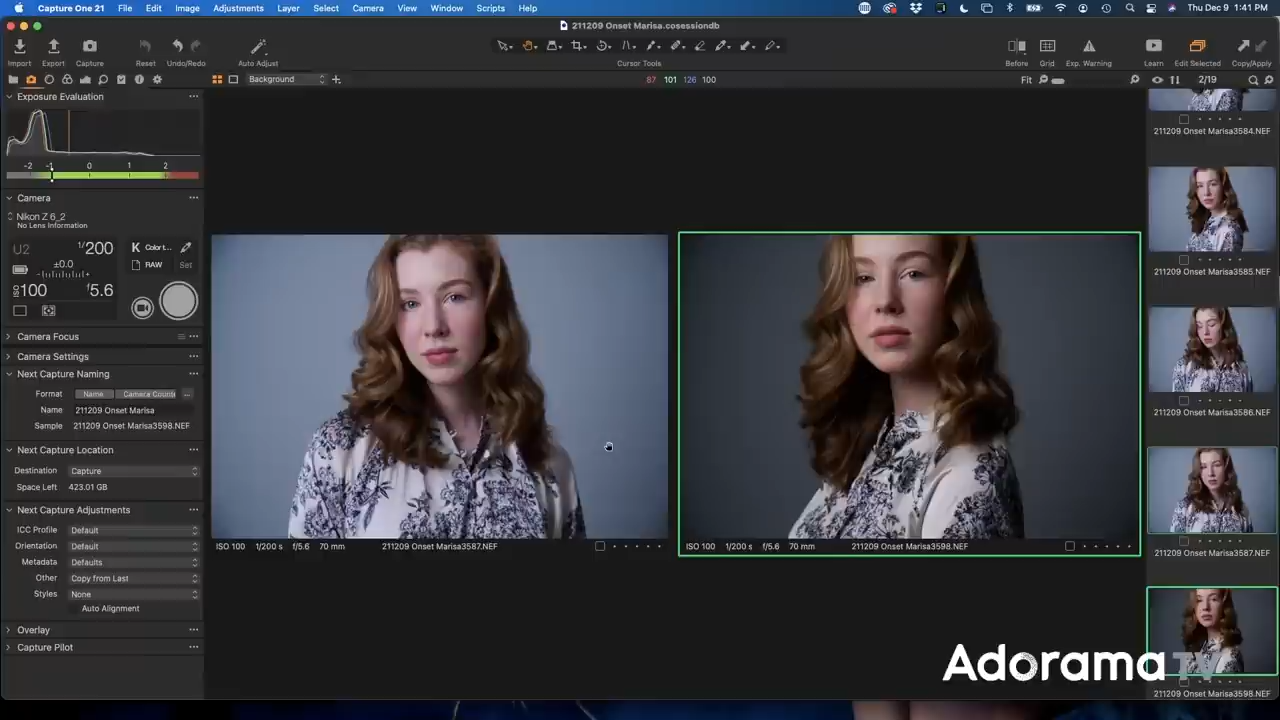 Capture One 21 File Edit Image Adjustments Layer Select Camera View Window Scripts Help Thu Dec 9 1:41 PM
211209 Onset Marisa.cosessiondb
Import Export Capture Reset Undo/Redo Auto Adjust Cursor Tools Before Grid Exp. Warning Learn Edit Selected Copy/Apply
Background 87 101 126 100 Fit 2/19
Exposure Evaluation
-2 -1 0 1 2
Camera
Nikon Z 6_2
No Lens Information
U2 1/200
±0.0
ISO 100 f5.6
K Color t...
RAW Set
Camera Focus
Camera Settings
Next Capture Naming
Format Name Camera Counte
Name 211209 Onset Marisa
Sample 211209 Onset Marisa3598.NEF
Next Capture Location
Destination Capture
Space Left 423.01 GB
Next Capture Adjustments
ICC Profile Default
Orientation Default
Metadata Defaults
Other Copy from Last
Styles None
Auto Alignment
Overlay
Capture Pilot
ISO 100 1/200 s f/5.6 70 mm 211209 Onset Marisa3587.NEF
ISO 100 1/200 s f/5.6 70 mm 211209 Onset Marisa3598.NEF
211209 Onset Marisa3584.NEF
211209 Onset Marisa3585.NEF
211209 Onset Marisa3586.NEF
211209 Onset Marisa3587.NEF
211209 Onset Marisa3598.NEF
Adorama TV